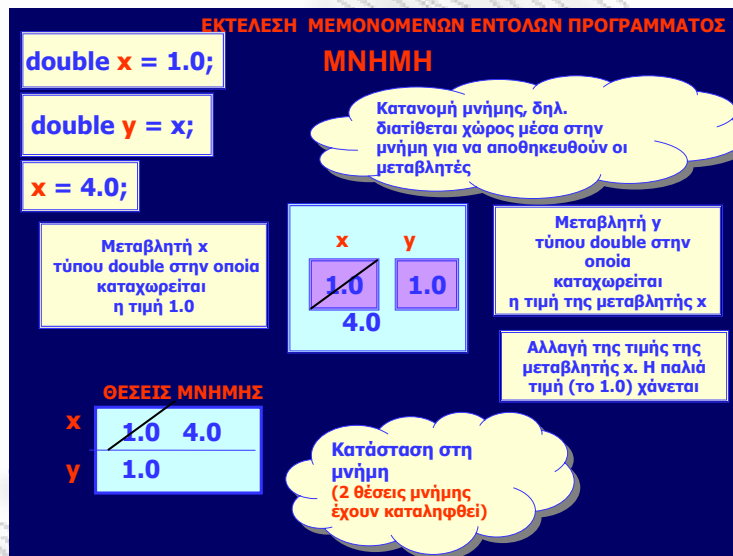 ΕΚΤΕΛΕΣΗ ΜΕΜΟΝΟΜΕΝΩΝ ΕΝΤΟΛΩΝ ΠΡΟΓΡΑΜΜΑΤΟΣ
double x = 1.0;
ΜΝΗΜΗ
double y = x;
x = 4.0;
Κατανομή μνήμης, δηλ.
διατίθεται χώρος μέσα στην
μνήμη για να αποθηκευθούν οι
μεταβλητές
Μεταβλητή x
τύπου double στην οποία
καταχωρείται
η τιμή 1.0
x y
1.0 1.0
4.0
Μεταβλητή y
τύπου double στην
οποία
καταχωρείται
η τιμή της μεταβλητής x
Αλλαγή της τιμής της
μεταβλητής x. Η παλιά
τιμή (το 1.0) χάνεται
ΘΕΣΕΙΣ ΜΝΗΜΗΣ
x 1.0 4.0
y 1.0
Κατάσταση στη
μνήμη
(2 θέσεις μνήμης
έχουν καταληφθεί)